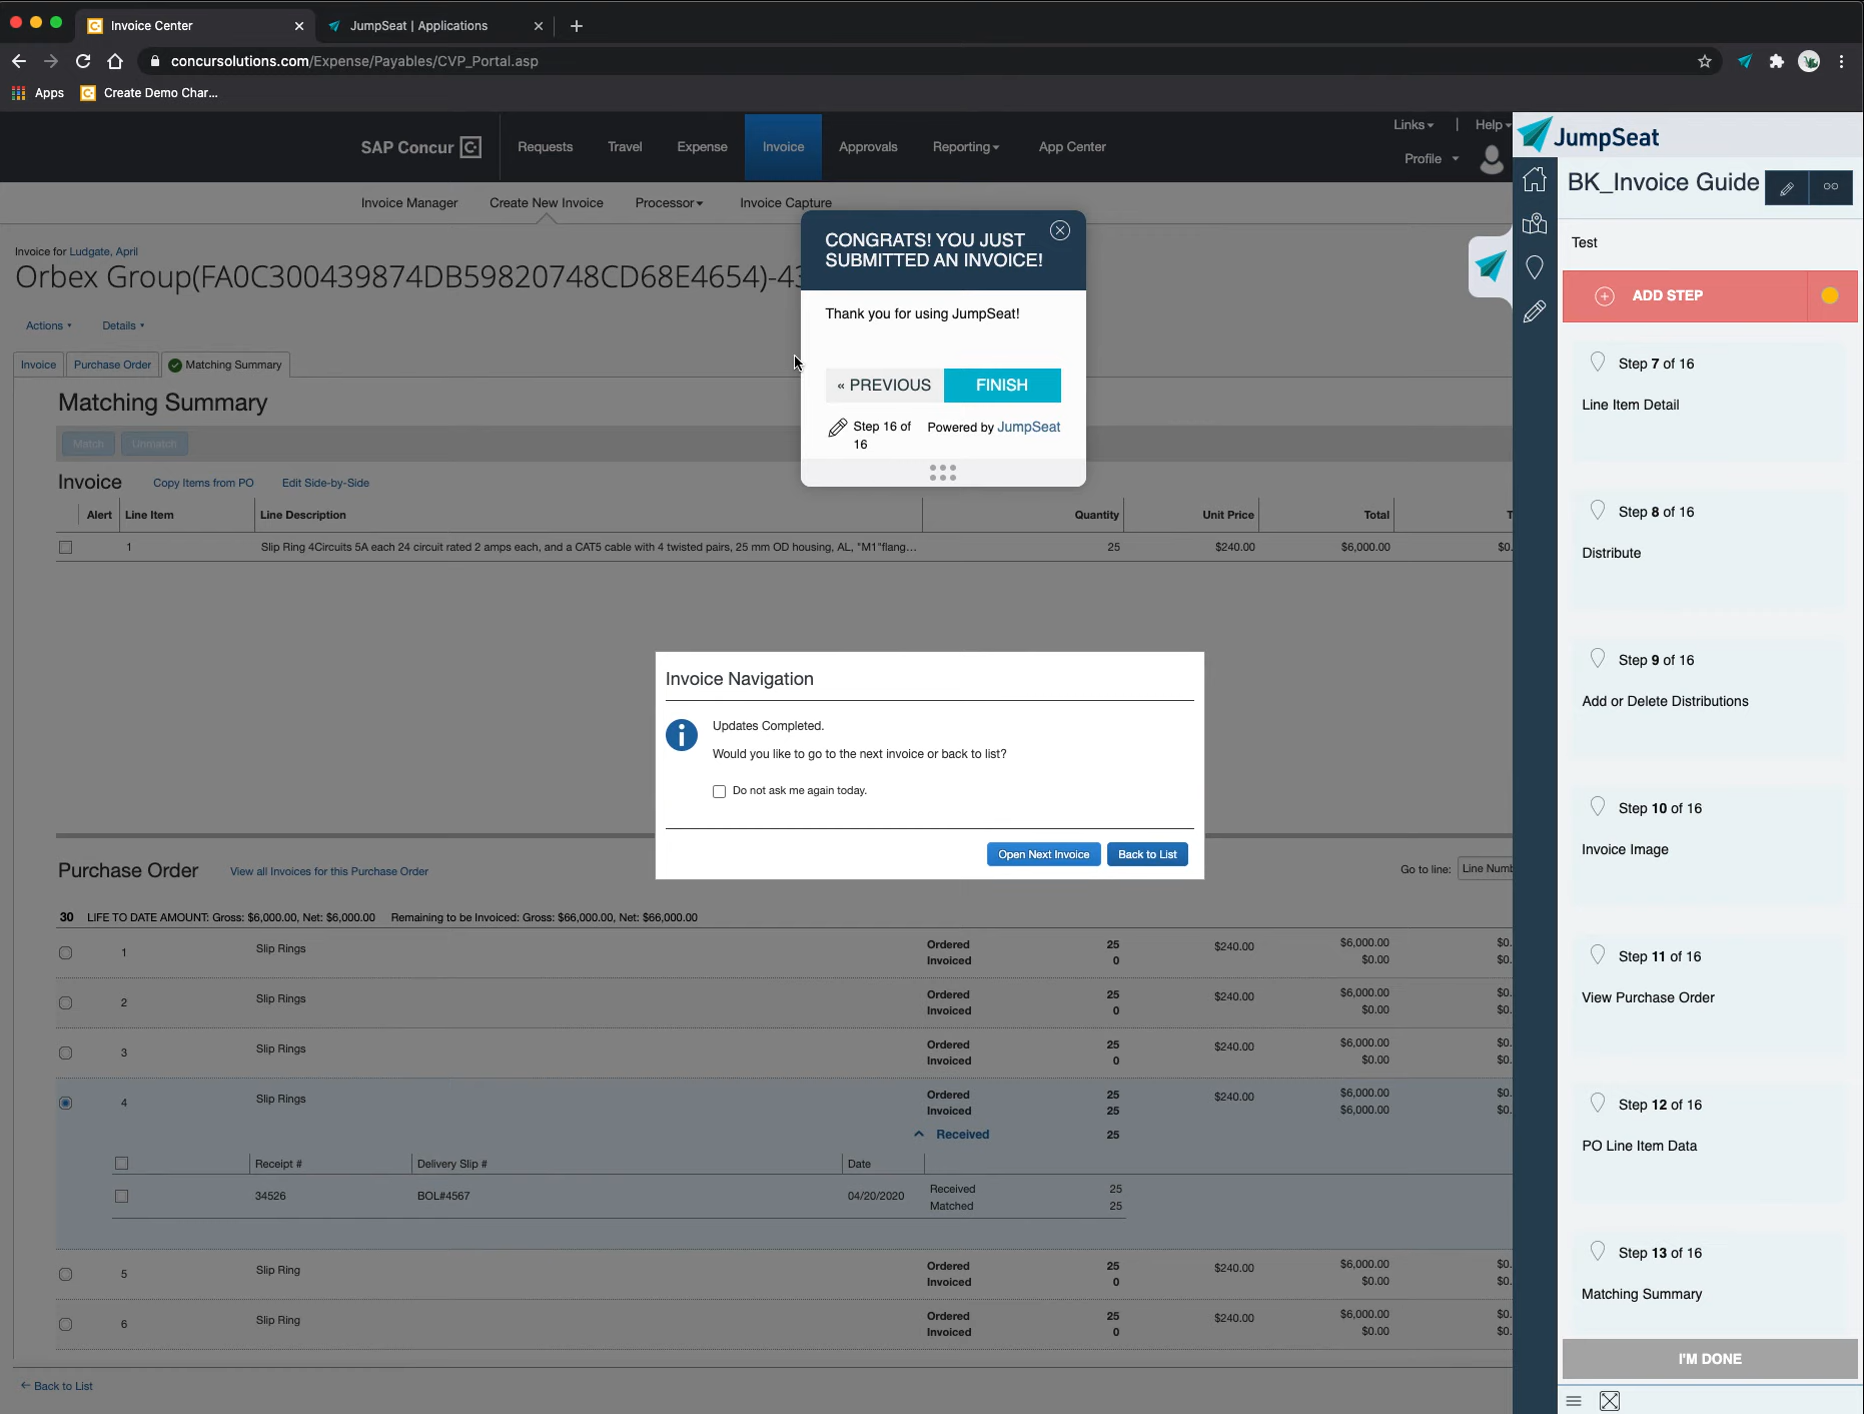 Invoice Center
JumpSeat | Applications
concursolutions.com/Expense/Payables/CVP_Portal.asp
Apps
Create Demo Char...
SAP Concur
Requests
Travel
Expense
Invoice
Approvals
Reporting
App Center
Links
|
Help
Profile
Invoice Manager
Create New Invoice
Processor
Invoice Capture
Invoice for Ludgate, April
Orbex Group(FA0C300439874DB59820748CD68E4654)-43
Actions
Details
Invoice
Purchase Order
Matching Summary
Matching Summary
Match
Unmatch
Invoice
Copy Items from PO
Edit Side-by-Side
Alert
Line Item
Line Description
Quantity
Unit Price
Total
T
1
Slip Ring 4Circuits 5A each 24 circuit rated 2 amps each, and a CAT5 cable with 4 twisted pairs, 25 mm OD housing, AL, "M1"flang...
25
$240.00
$6,000.00
$0.
CONGRATS! YOU JUST
SUBMITTED AN INVOICE!
Thank you for using JumpSeat!
« PREVIOUS
FINISH
Step 16 of
16
Powered by JumpSeat
Invoice Navigation
Updates Completed.
Would you like to go to the next invoice or back to list?
Do not ask me again today.
Open Next Invoice
Back to List
Purchase Order
View all Invoices for this Purchase Order
Go to line:
Line Numb
30 LIFE TO DATE AMOUNT: Gross: $6,000.00, Net: $6,000.00 Remaining to be Invoiced: Gross: $66,000.00, Net: $66,000.00
1 Slip Rings Ordered 25 $240.00 $6,000.00 $0.
Invoiced 0 $0.00 $0.
2 Slip Rings Ordered 25 $240.00 $6,000.00 $0.
Invoiced 0 $0.00 $0.
3 Slip Rings Ordered 25 $240.00 $6,000.00 $0.
Invoiced 0 $0.00 $0.
4 Slip Rings Ordered 25 $240.00 $6,000.00 $0.
Invoiced 25 $6,000.00 $0.
Received 25
Receipt # Delivery Slip # Date
34526 BOL#4567 04/20/2020 Received 25
Matched 25
5 Slip Ring Ordered 25 $240.00 $6,000.00 $0.
Invoiced 0 $0.00 $0.
6 Slip Ring Ordered 25 $240.00 $6,000.00 $0.
Invoiced 0 $0.00 $0.
Back to List
JumpSeat
BK_Invoice Guide
Test
ADD STEP
Step 7 of 16
Line Item Detail
Step 8 of 16
Distribute
Step 9 of 16
Add or Delete Distributions
Step 10 of 16
Invoice Image
Step 11 of 16
View Purchase Order
Step 12 of 16
PO Line Item Data
Step 13 of 16
Matching Summary
I'M DONE